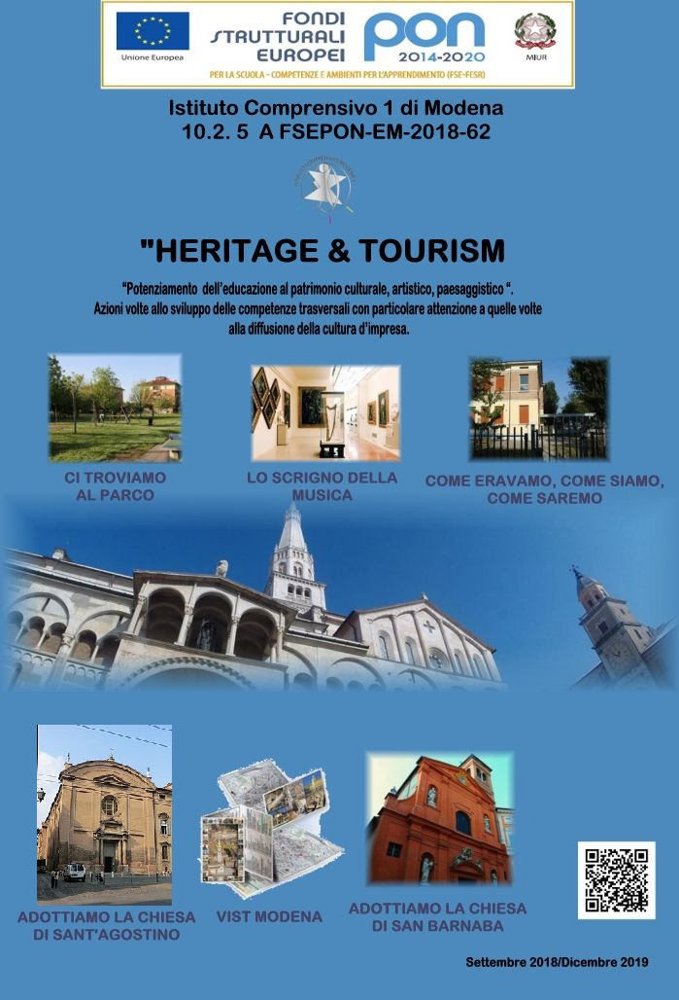 FONDI
STRUTTURALI
EUROPEI
pon
2014-2020
Unione Europea
MIUR
PER LA SCUOLA - COMPETENZE E AMBIENTI PER L'APPRENDIMENTO (FSE-FESR)
Istituto Comprensivo 1 di Modena
10.2. 5 A FSEPON-EM-2018-62
"HERITAGE & TOURISM
“Potenziamento dell’educazione al patrimonio culturale, artistico, paesaggistico “.
Azioni volte allo sviluppo delle competenze trasversali con particolare attenzione a quelle volte
alla diffusione della cultura d’impresa.
CI TROVIAMO
AL PARCO
LO SCRIGNO DELLA
MUSICA
COME ERAVAMO, COME SIAMO,
COME SAREMO
ADOTTIAMO LA CHIESA
DI SANT'AGOSTINO
VIST MODENA
ADOTTIAMO LA CHIESA
DI SAN BARNABA
Settembre 2018/Dicembre 2019